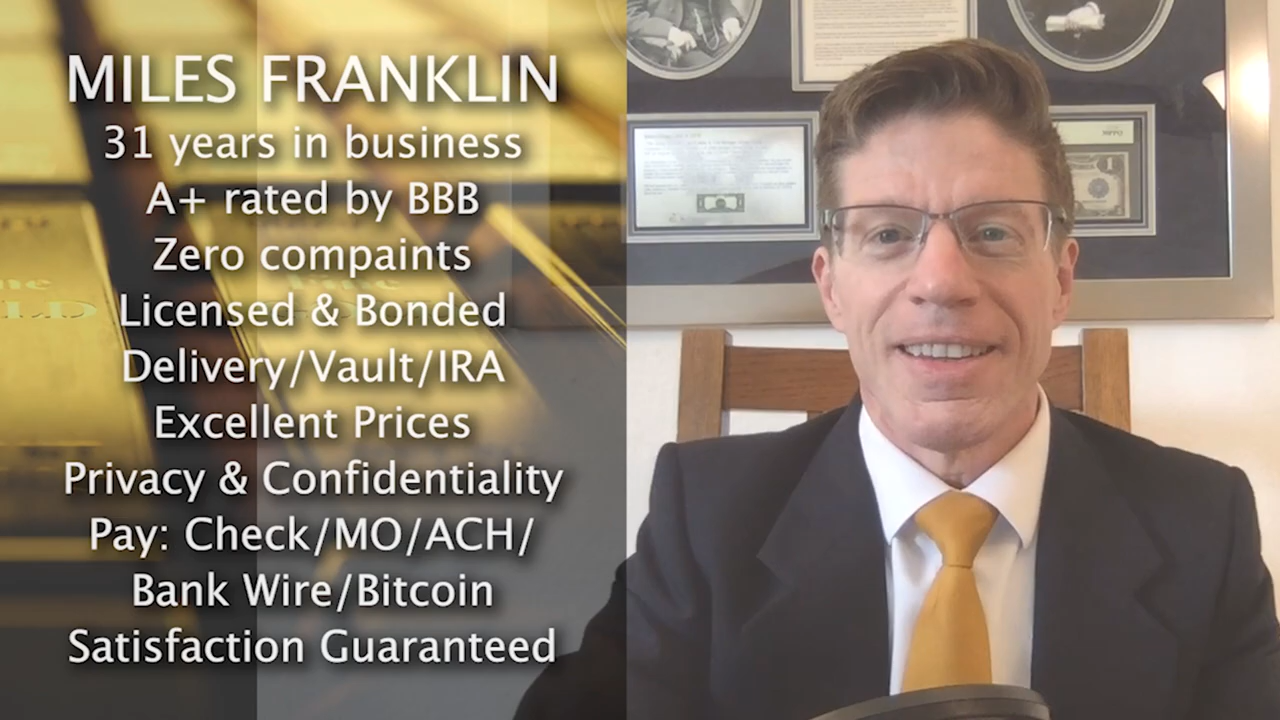 MILES FRANKLIN
31 years in business
A+ rated by BBB
Zero compaints
Licensed & Bonded
Delivery/Vault/IRA
Excellent Prices
Privacy & Confidentiality
Pay: Check/MO/ACH/
Bank Wire/Bitcoin
Satisfaction Guaranteed